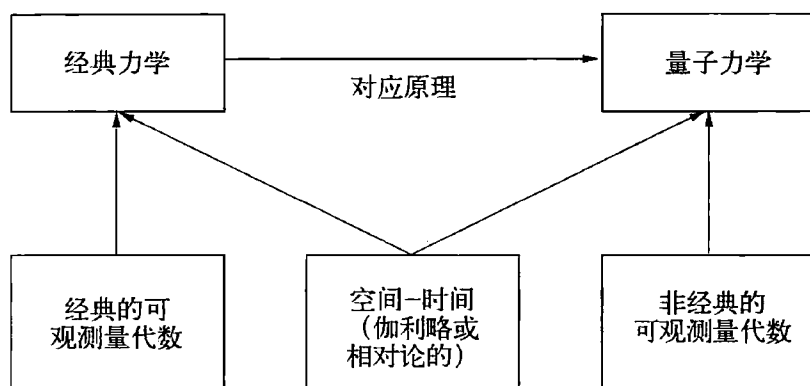 经典力学
量子力学
对应原理
经典的可
观测量代数
空间-时间
(伽利略或
相对论的)
非经典的
可观测量代数